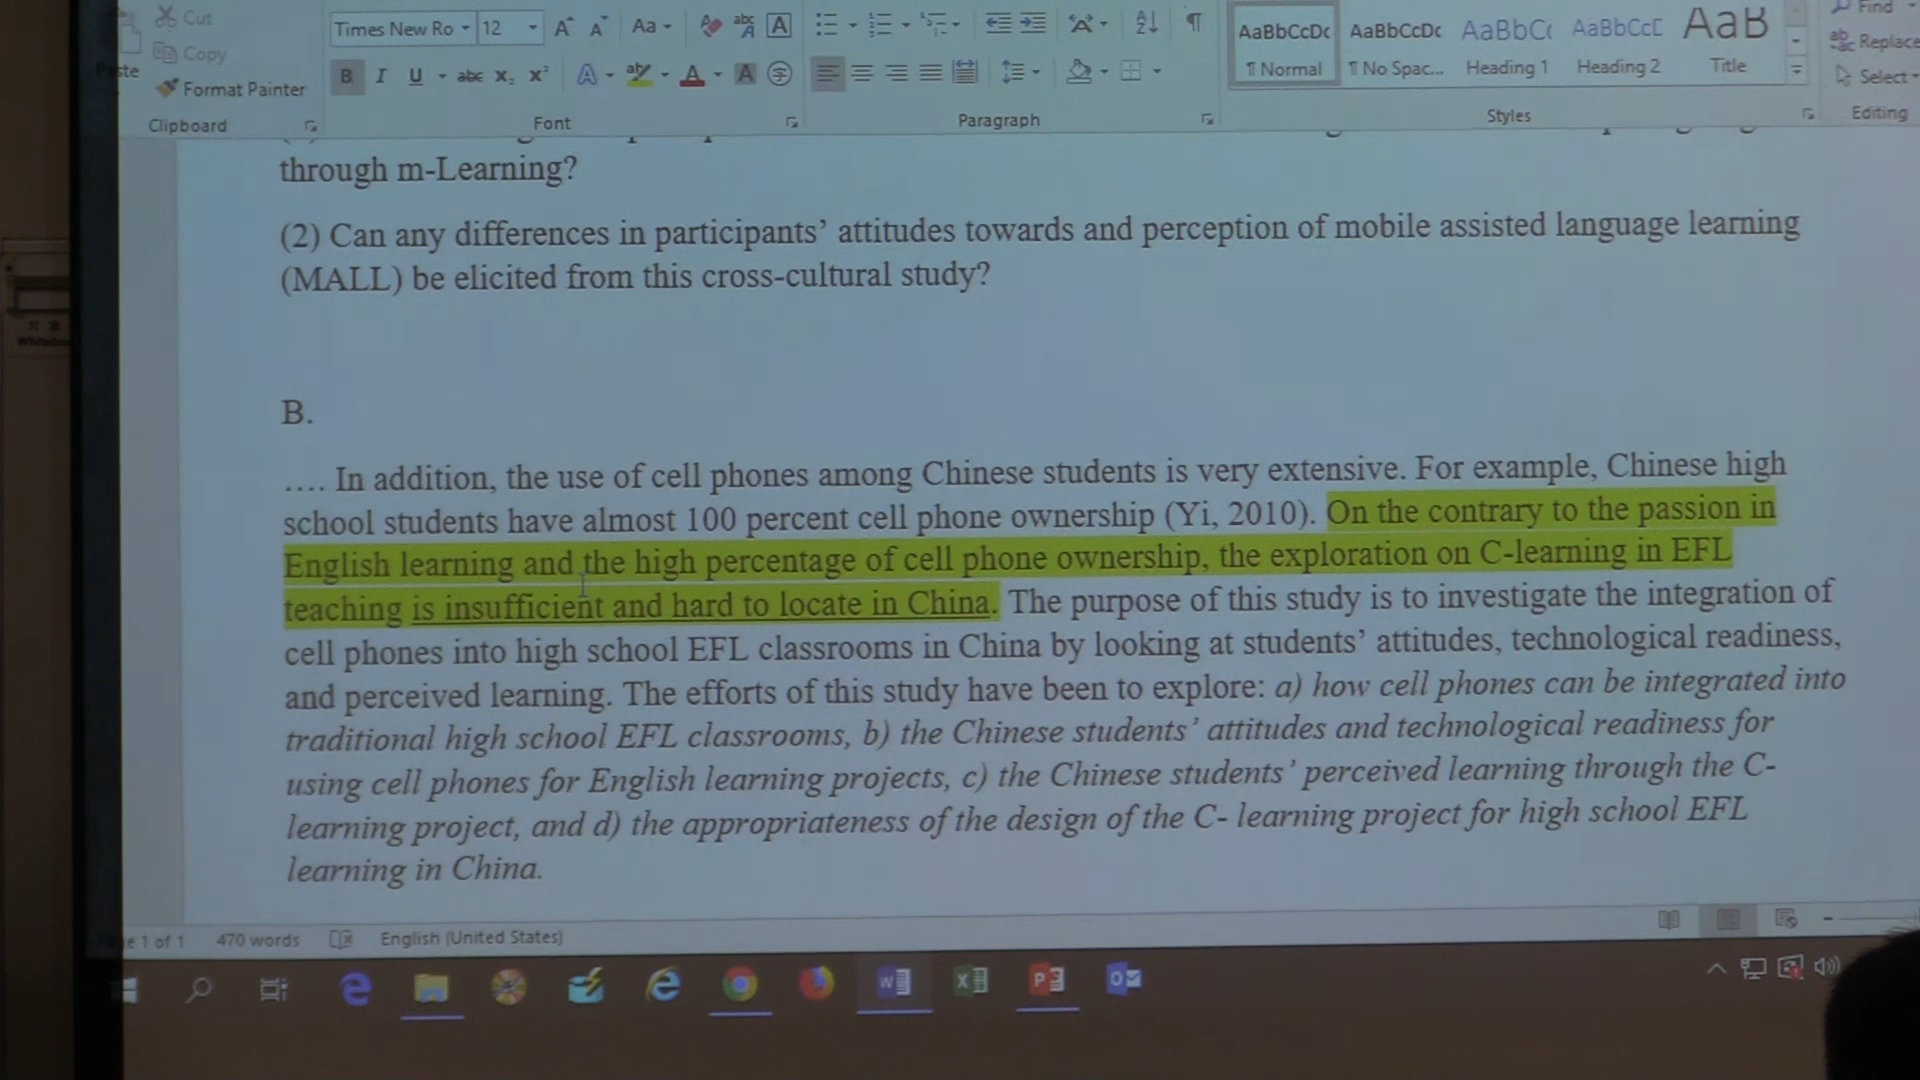 Cut
Copy
Format Painter
Clipboard
Times New Ro
12
Aa
B I U abc X₂ X²
Font
Paragraph
AaBbCcDc AaBbCcDc AaBbC AaBbCcD AaB
¶ Normal ¶ No Spac... Heading 1 Heading 2 Title
Styles
Find
Replace
Select
Editing
through m-Learning?
(2) Can any differences in participants’ attitudes towards and perception of mobile assisted language learning
(MALL) be elicited from this cross-cultural study?
B.
…. In addition, the use of cell phones among Chinese students is very extensive. For example, Chinese high
school students have almost 100 percent cell phone ownership (Yi, 2010). On the contrary to the passion in
English learning and the high percentage of cell phone ownership, the exploration on C-learning in EFL
teaching is insufficient and hard to locate in China. The purpose of this study is to investigate the integration of
cell phones into high school EFL classrooms in China by looking at students’ attitudes, technological readiness,
and perceived learning. The efforts of this study have been to explore: a) how cell phones can be integrated into
traditional high school EFL classrooms, b) the Chinese students’ attitudes and technological readiness for
using cell phones for English learning projects, c) the Chinese students’ perceived learning through the C-
learning project, and d) the appropriateness of the design of the C- learning project for high school EFL
learning in China.
e 1 of 1 470 words English (United States)